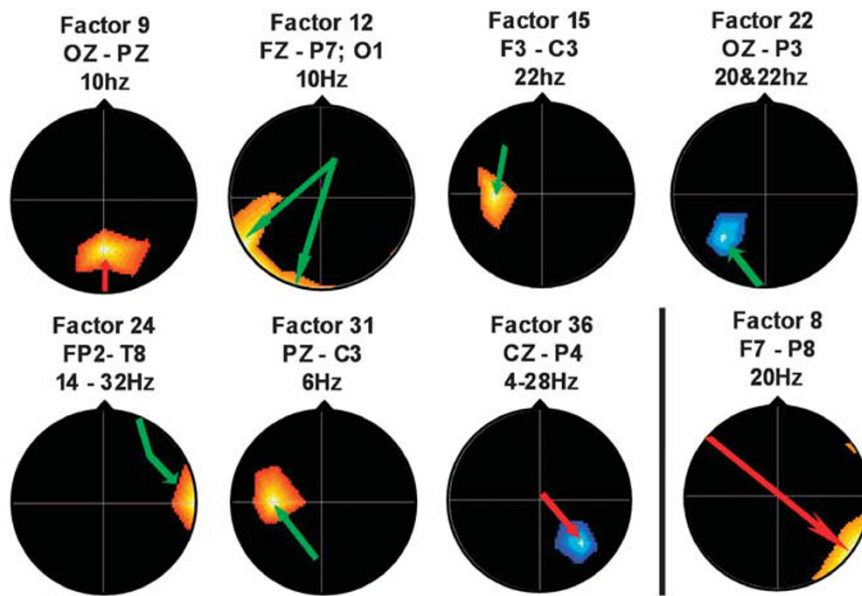 Factor 9
OZ - PZ
10hz
Factor 12
FZ - P7; O1
10Hz
Factor 15
F3 - C3
22hz
Factor 22
OZ - P3
20&22hz
Factor 24
FP2- T8
14 - 32Hz
Factor 31
PZ - C3
6Hz
Factor 36
CZ - P4
4-28Hz
Factor 8
F7 - P8
20Hz